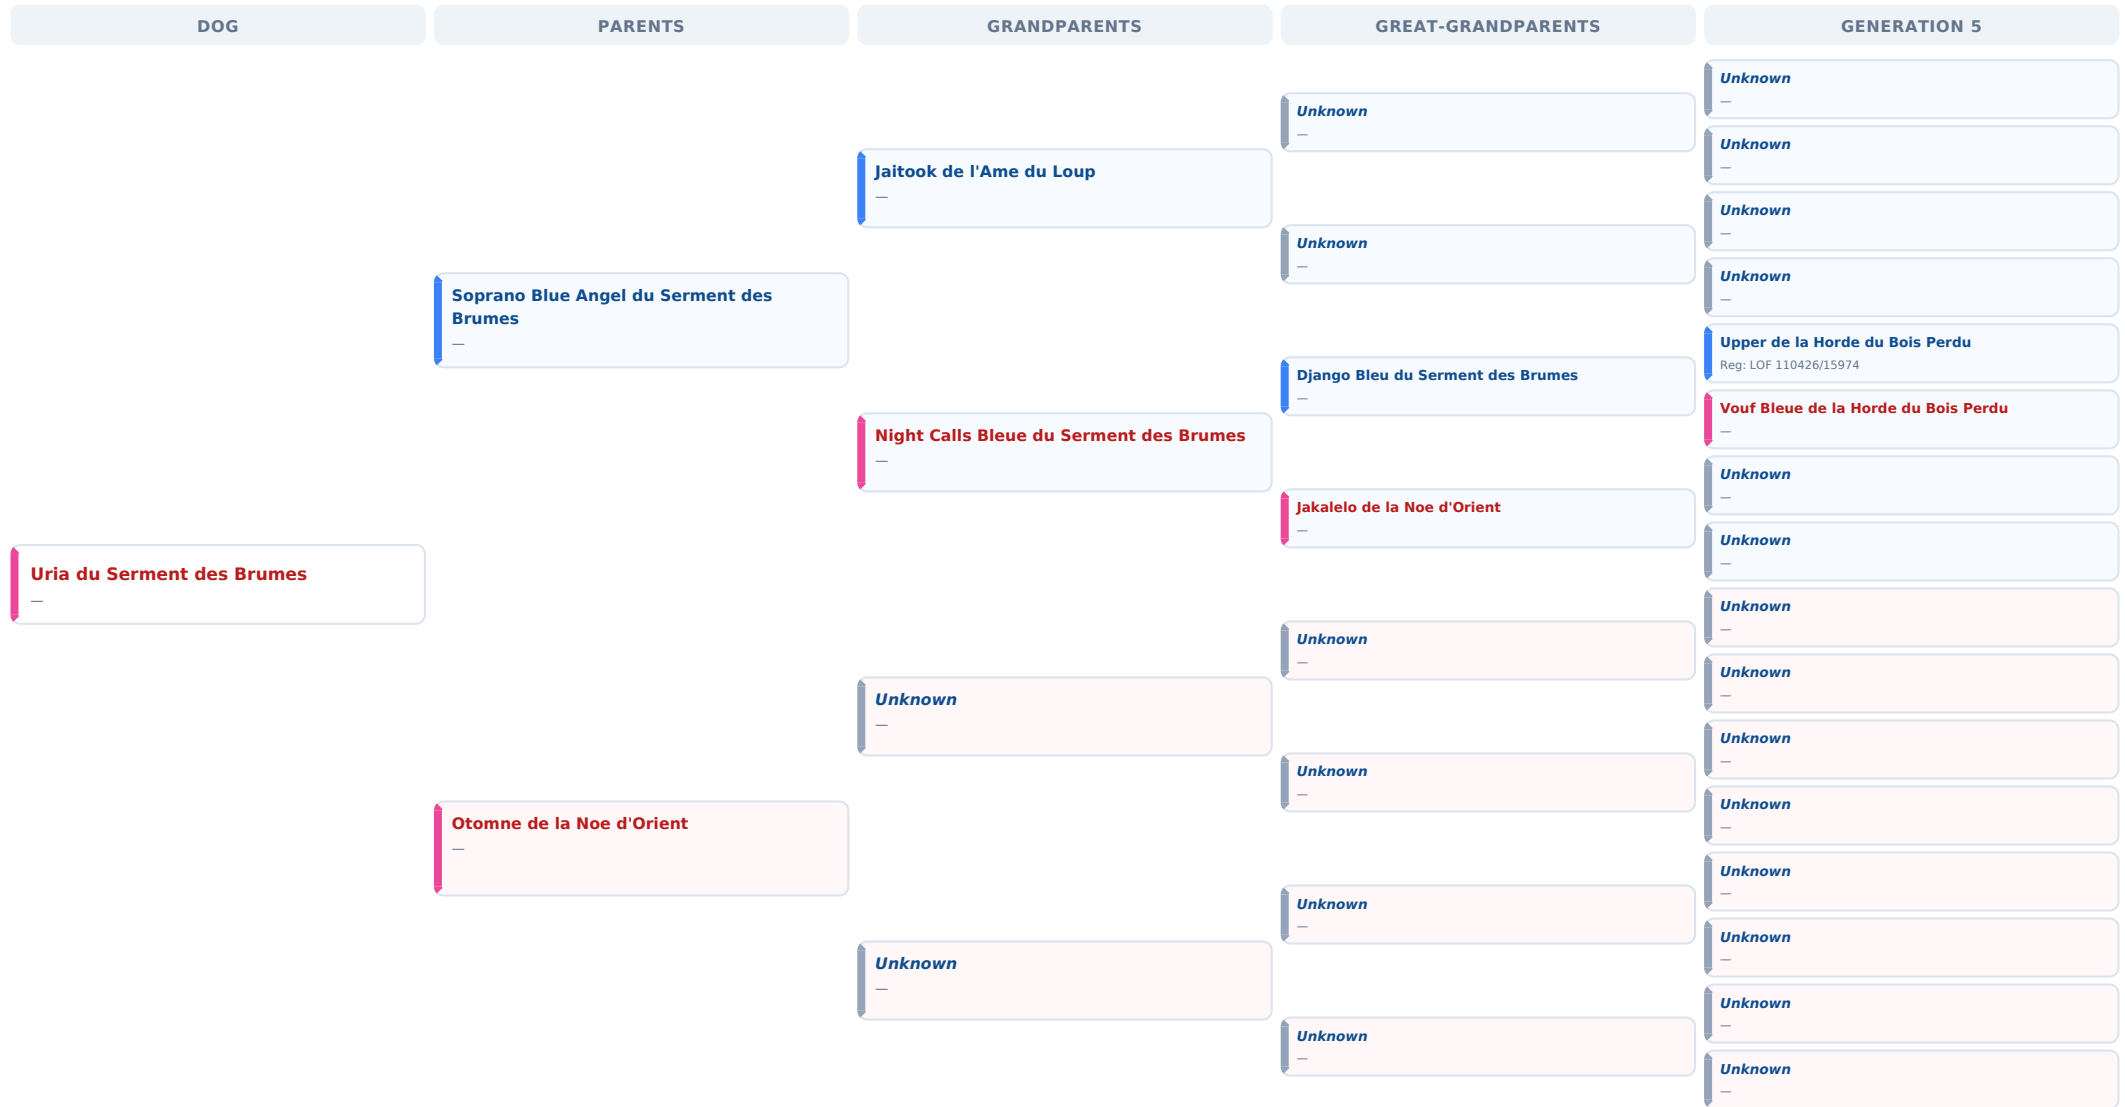 DOG
PARENTS
GRANDPARENTS
GREAT-GRANDPARENTS
GENERATION 5
Uria du Serment des Brumes
—
Soprano Blue Angel du Serment des
Brumes
—
Otomne de la Noe d'Orient
—
Jaitook de l'Ame du Loup
—
Night Calls Bleue du Serment des Brumes
—
Unknown
—
Unknown
—
Unknown
—
Unknown
—
Django Bleu du Serment des Brumes
—
Jakalelo de la Noe d'Orient
—
Unknown
—
Unknown
—
Unknown
—
Unknown
—
Unknown
—
Unknown
—
Unknown
—
Unknown
—
Upper de la Horde du Bois Perdu
Reg: LOF 110426/15974
Vouf Bleue de la Horde du Bois Perdu
—
Unknown
—
Unknown
—
Unknown
—
Unknown
—
Unknown
—
Unknown
—
Unknown
—
Unknown
—
Unknown
—
Unknown
—